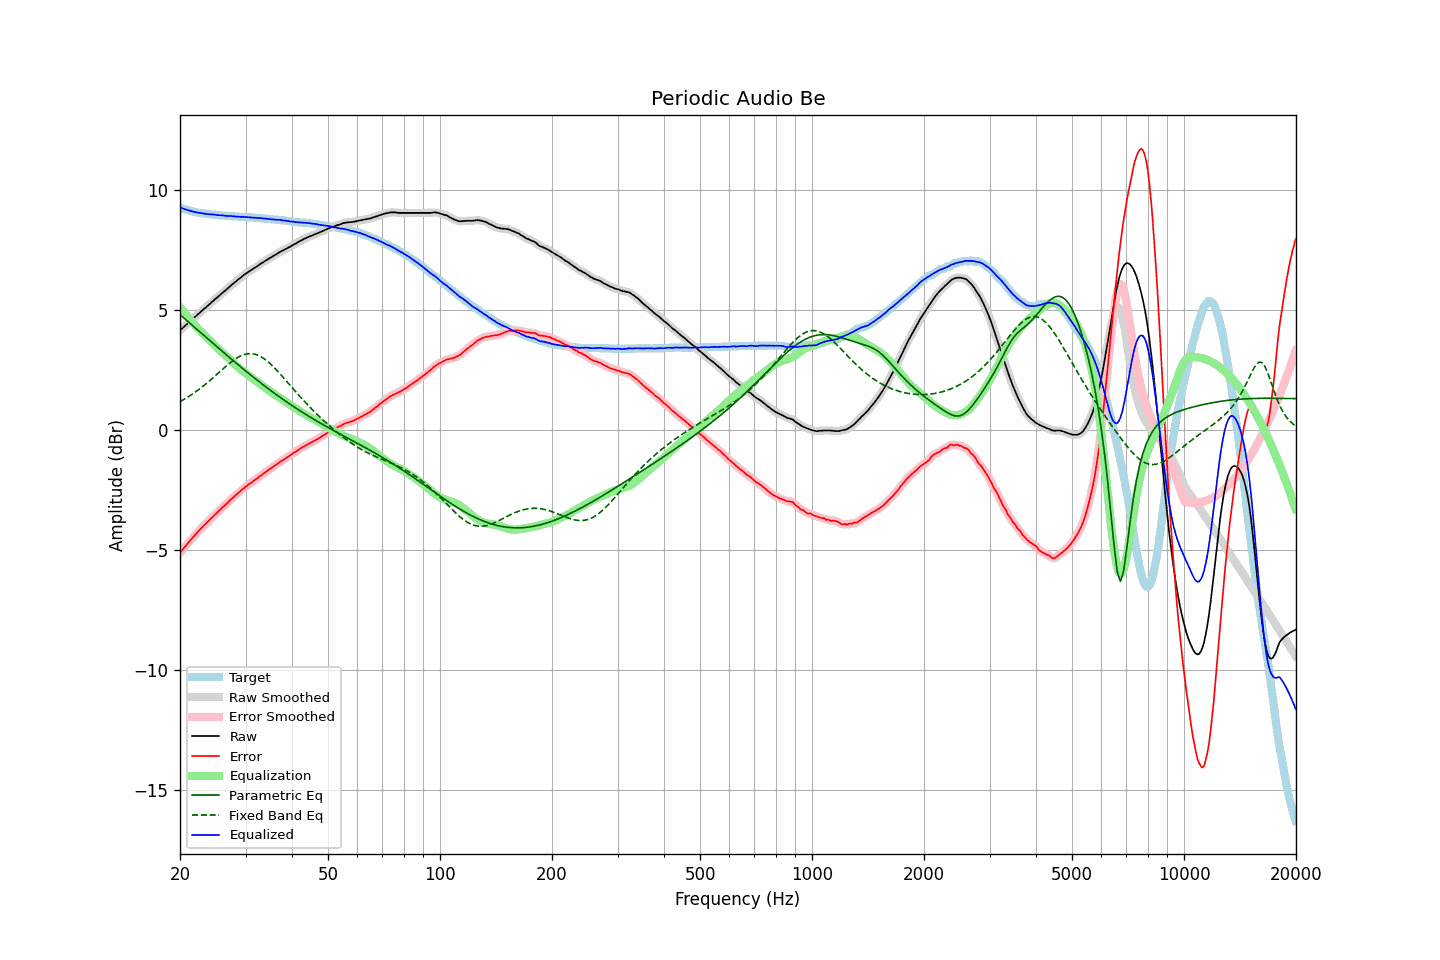 Periodic Audio Be
Amplitude (dBr)
10
5
0
−5
−10
−15
Target
Raw Smoothed
Error Smoothed
Raw
Error
Equalization
Parametric Eq
Fixed Band Eq
Equalized
20 50 100 200 500 1000 2000 5000 10000 20000
Frequency (Hz)